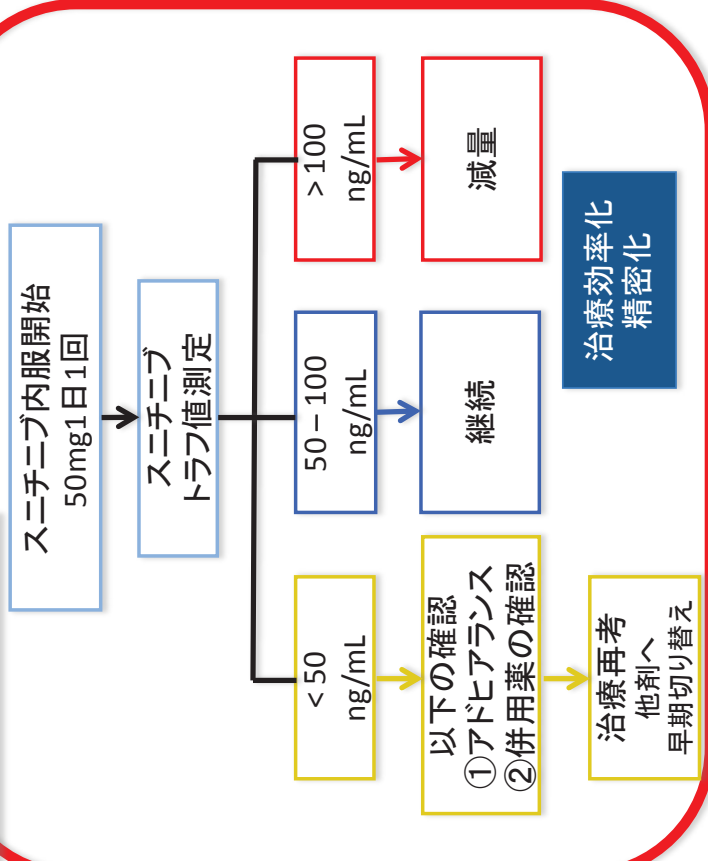 スニチニブ内服開始
50mg1日1回
スニチニブ
トラフ値測定
<50
ng/mL
50−100
ng/mL
>100
ng/mL
以下の確認
①アドヒアランス
②併用薬の確認
継続
減量
治療再考
他剤へ
早期切り替え
治療効率化
精密化